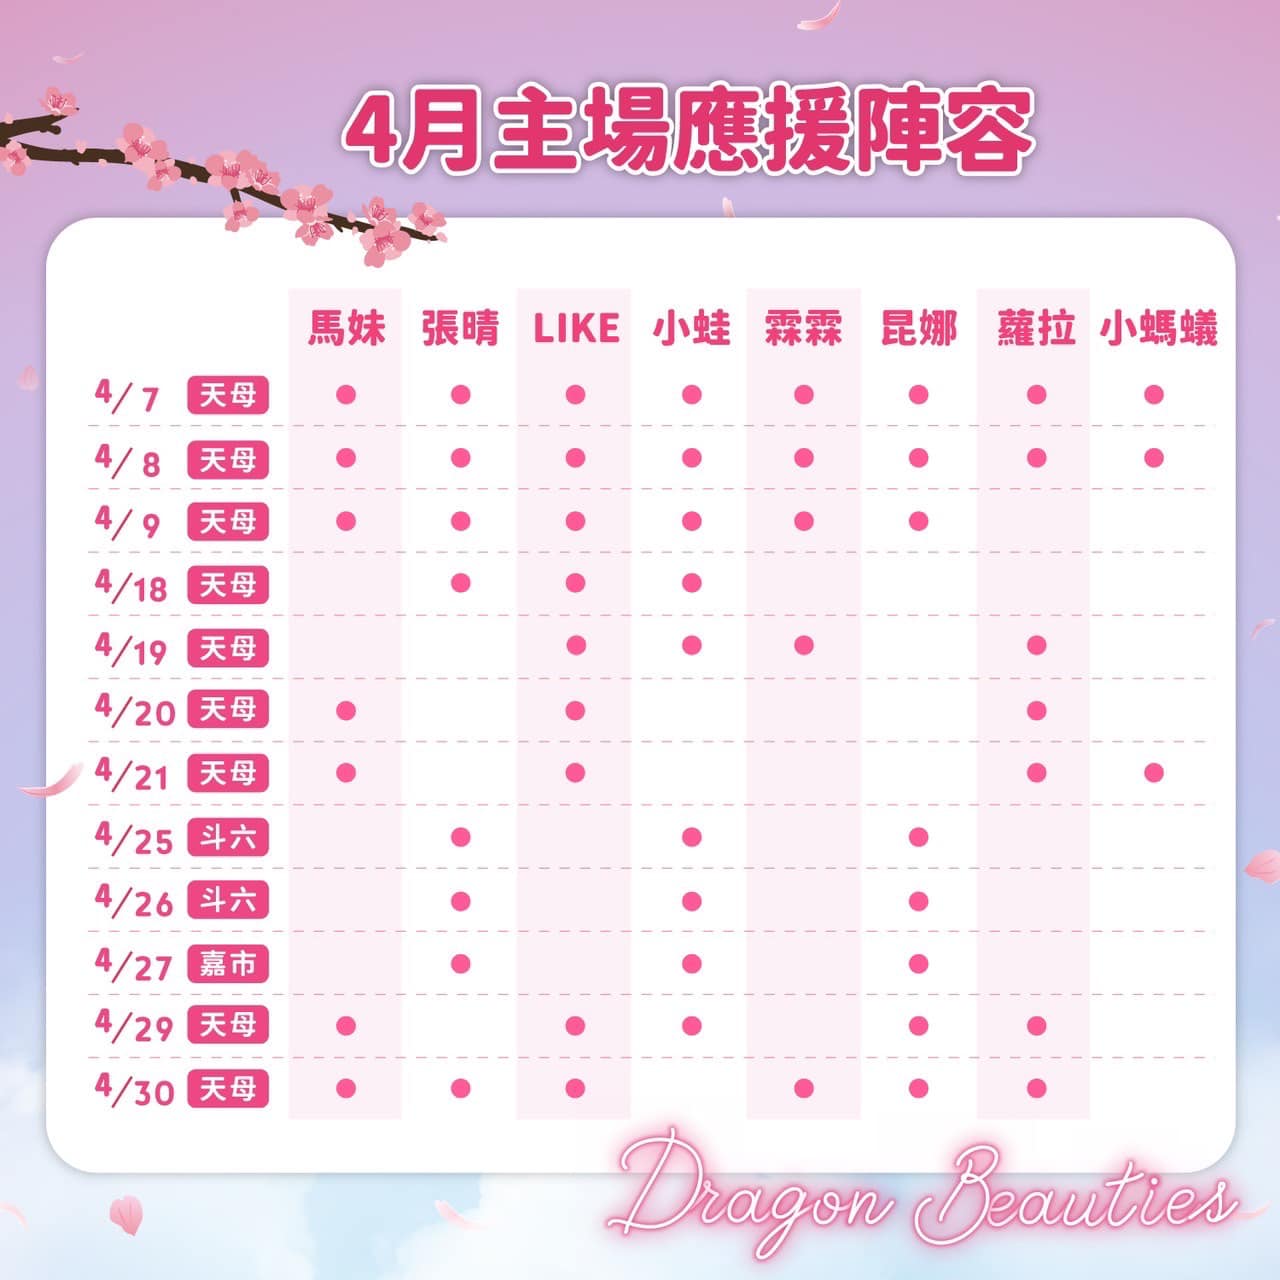 4月主場應援陣容
馬妹 張晴 LIKE 小蛙 霖霖 昆娜 蘿拉 小螞蟻
4/7 天母 ● ● ● ● ● ● ● ●
4/8 天母 ● ● ● ● ● ● ● ●
4/9 天母 ● ● ● ● ● ●
4/18 天母 ● ● ●
4/19 天母 ● ● ● ●
4/20 天母 ● ● ●
4/21 天母 ● ● ● ●
4/25 斗六 ● ● ●
4/26 斗六 ● ● ●
4/27 嘉市 ● ● ●
4/29 天母 ● ● ● ● ●
4/30 天母 ● ● ● ● ● ●
Dragon Beauties